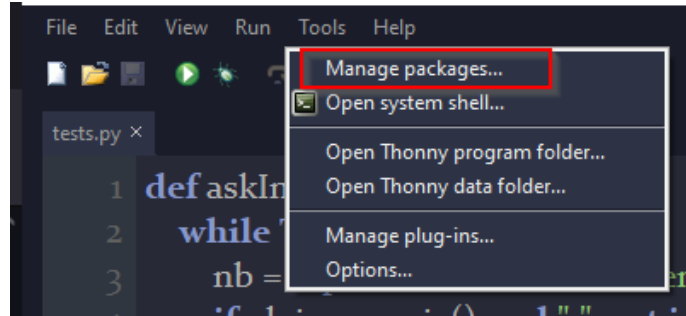 File Edit View Run Tools Help
Manage packages...
Open system shell...
tests.py ×
Open Thonny program folder...
Open Thonny data folder...
1 def askIn
2 while
Manage plug-ins...
3 nb =
Options...